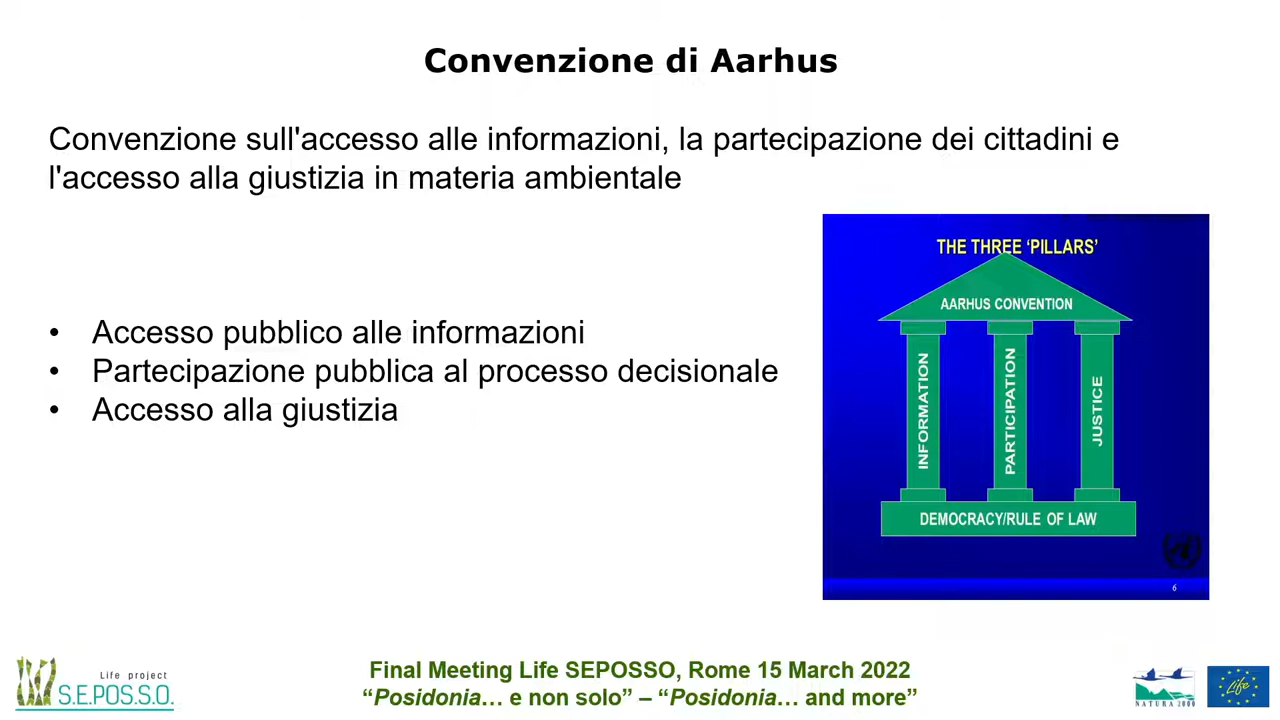 Convenzione di Aarhus
Convenzione sull'accesso alle informazioni, la partecipazione dei cittadini e
l'accesso alla giustizia in materia ambientale
• Accesso pubblico alle informazioni
• Partecipazione pubblica al processo decisionale
• Accesso alla giustizia
THE THREE ‘PILLARS’
AARHUS CONVENTION
INFORMATION
PARTICIPATION
JUSTICE
DEMOCRACY/RULE OF LAW
6
Life project
S.E.POS.S.O.
Final Meeting Life SEPOSSO, Rome 15 March 2022
“Posidonia… e non solo” – “Posidonia… and more”
NATURA 2000
Life